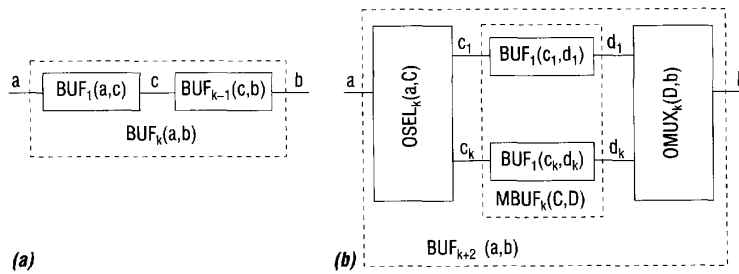 a
BUF₁(a,c)
c
BUFₖ₋₁(c,b)
b
BUFₖ(a,b)
(a)
a
OSELₖ(a,C)
c₁
BUF₁(c₁,d₁)
d₁
cₖ
BUF₁(cₖ,dₖ)
dₖ
MBUFₖ(C,D)
OMUXₖ(D,b)
BUFₖ₊₂ (a,b)
(b)